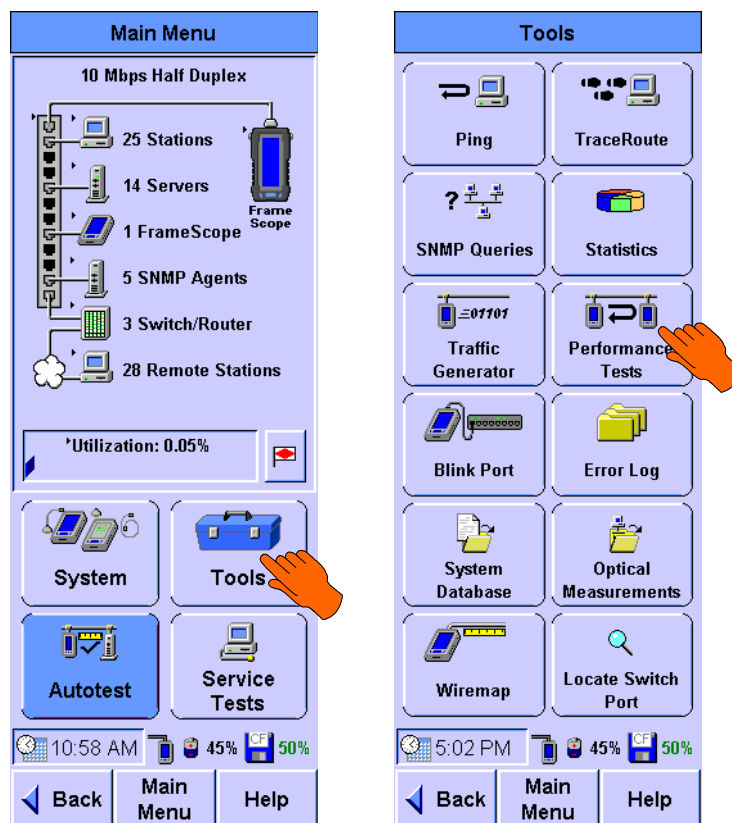 Main Menu
10 Mbps Half Duplex
25 Stations
14 Servers
Frame
Scope
1 FrameScope
5 SNMP Agents
3 Switch/Router
28 Remote Stations
Utilization: 0.05%
System
Tools
Autotest
Service
Tests
10:58 AM
45%
CF
50%
Back
Main
Menu
Help
Tools
Ping
TraceRoute
?
SNMP Queries
Statistics
01101
Traffic
Generator
Performance
Tests
Blink Port
Error Log
System
Database
Optical
Measurements
Wiremap
Locate Switch
Port
5:02 PM
45%
CF
50%
Back
Main
Menu
Help